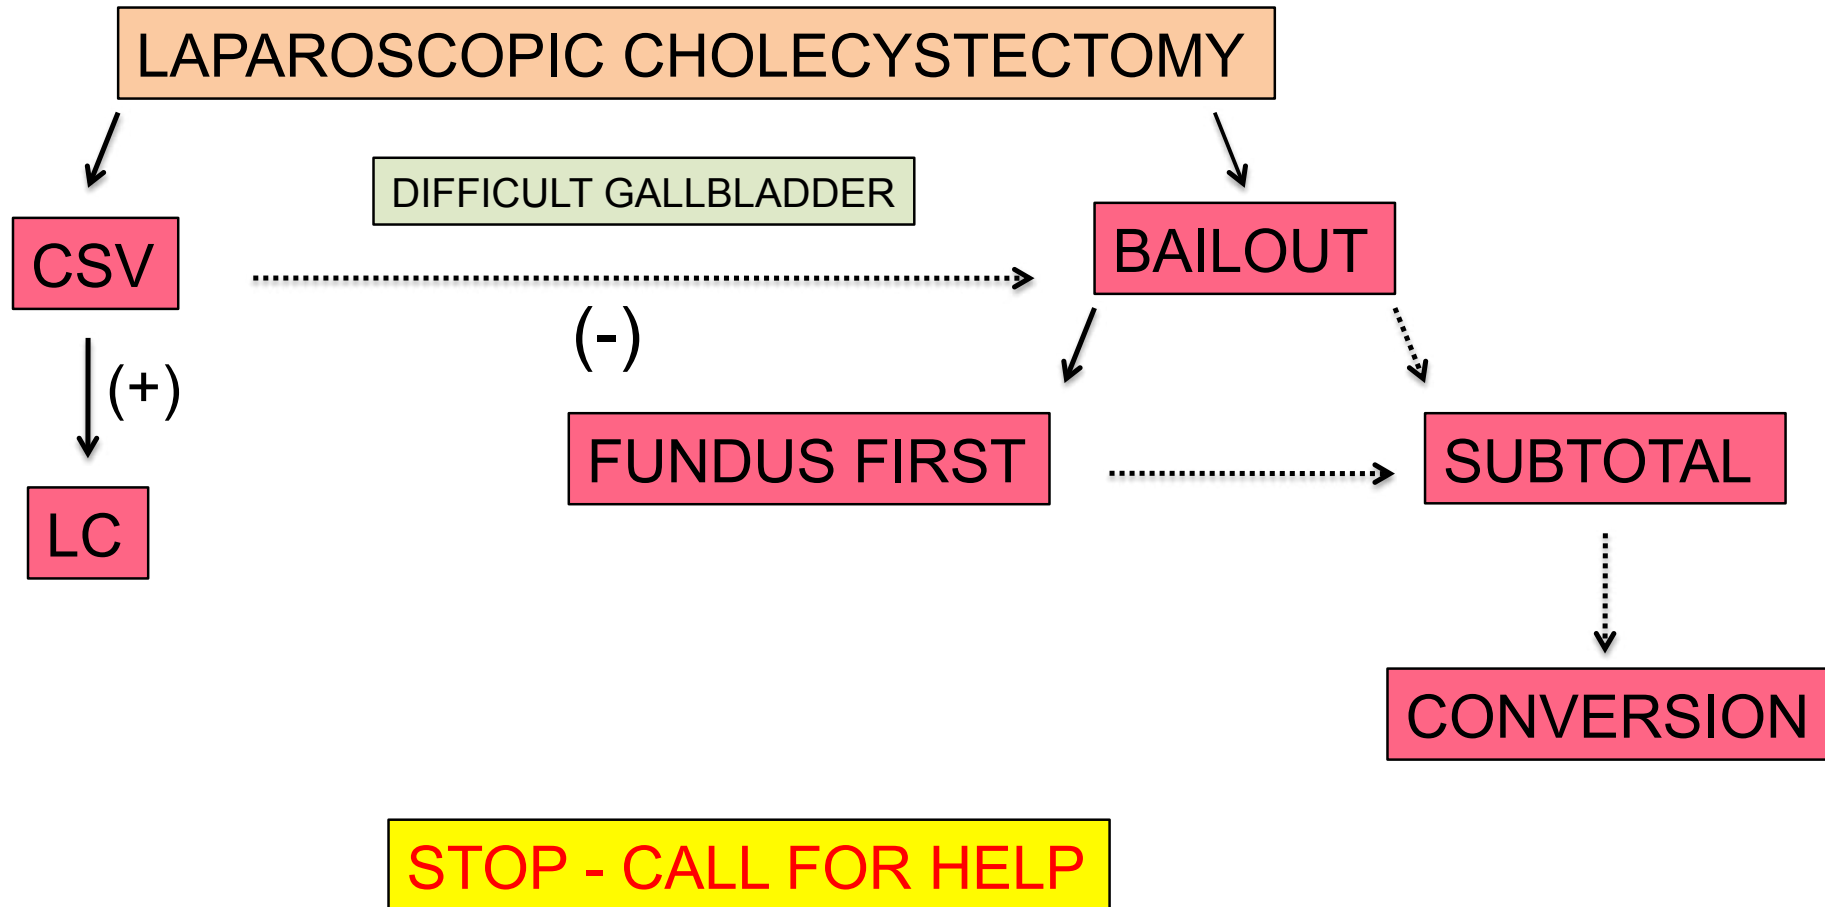 LAPAROSCOPIC CHOLECYSTECTOMY
DIFFICULT GALLBLADDER
CSV
BAILOUT
(-)
(+)
FUNDUS FIRST
SUBTOTAL
LC
CONVERSION
STOP - CALL FOR HELP